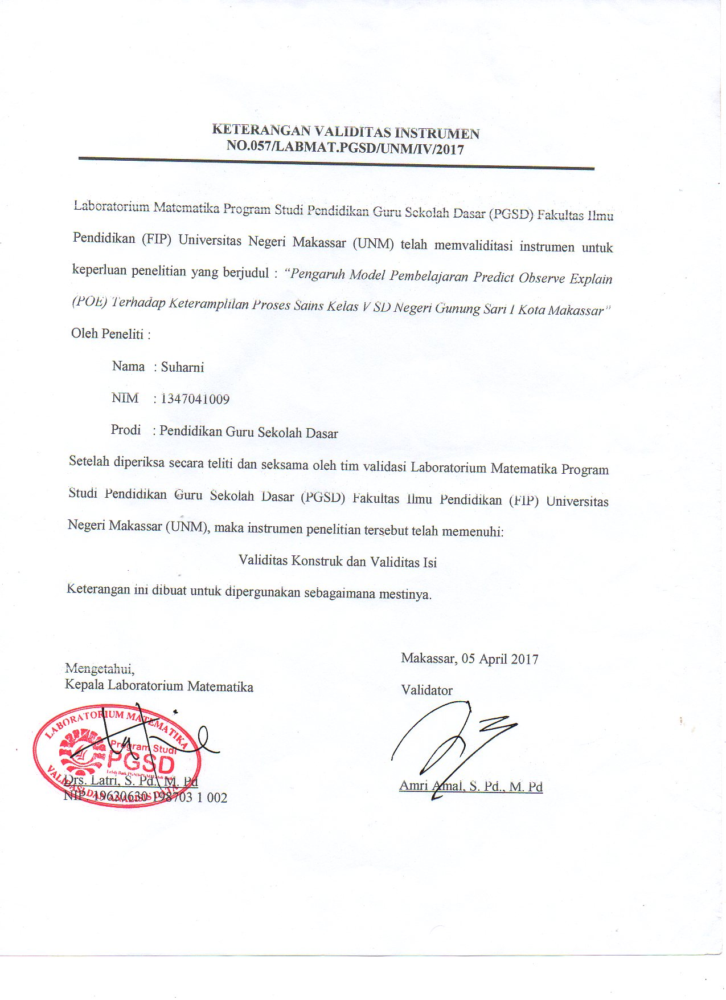 KETERANGAN VALIDITAS INSTRUMEN
NO.057/LABMAT.PGSD/UNM/IV/2017
Laboratorium Matematika Program Studi Pendidikan Guru Sekolah Dasar (PGSD) Fakultas Ilmu
Pendidikan (FIP) Universitas Negeri Makassar (UNM) telah memvaliditasi instrumen untuk
keperluan penelitian yang berjudul : “Pengaruh Model Pembelajaran Predict Observe Explain
(POE) Terhadap Keteramplilan Proses Sains Kelas V SD Negeri Gunung Sari I Kota Makassar”
Oleh Peneliti :
Nama : Suharni
NIM : 1347041009
Prodi : Pendidikan Guru Sekolah Dasar
Setelah diperiksa secara teliti dan seksama oleh tim validasi Laboratorium Matematika Program
Studi Pendidikan Guru Sekolah Dasar (PGSD) Fakultas Ilmu Pendidikan (FIP) Universitas
Negeri Makassar (UNM), maka instrumen penelitian tersebut telah memenuhi:
Validitas Konstruk dan Validitas Isi
Keterangan ini dibuat untuk dipergunakan sebagaimana mestinya.
Makassar, 05 April 2017
Mengetahui,
Kepala Laboratorium Matematika
Validator
LABORATORIUM MATEMATIKA
Program Studi
PGSD
VALIDASI DAN ANALISIS DATA
Drs. Latri, S. Pd., M. Pd
NIP. 19620630 198703 1 002
Amri Amal, S. Pd., M. Pd